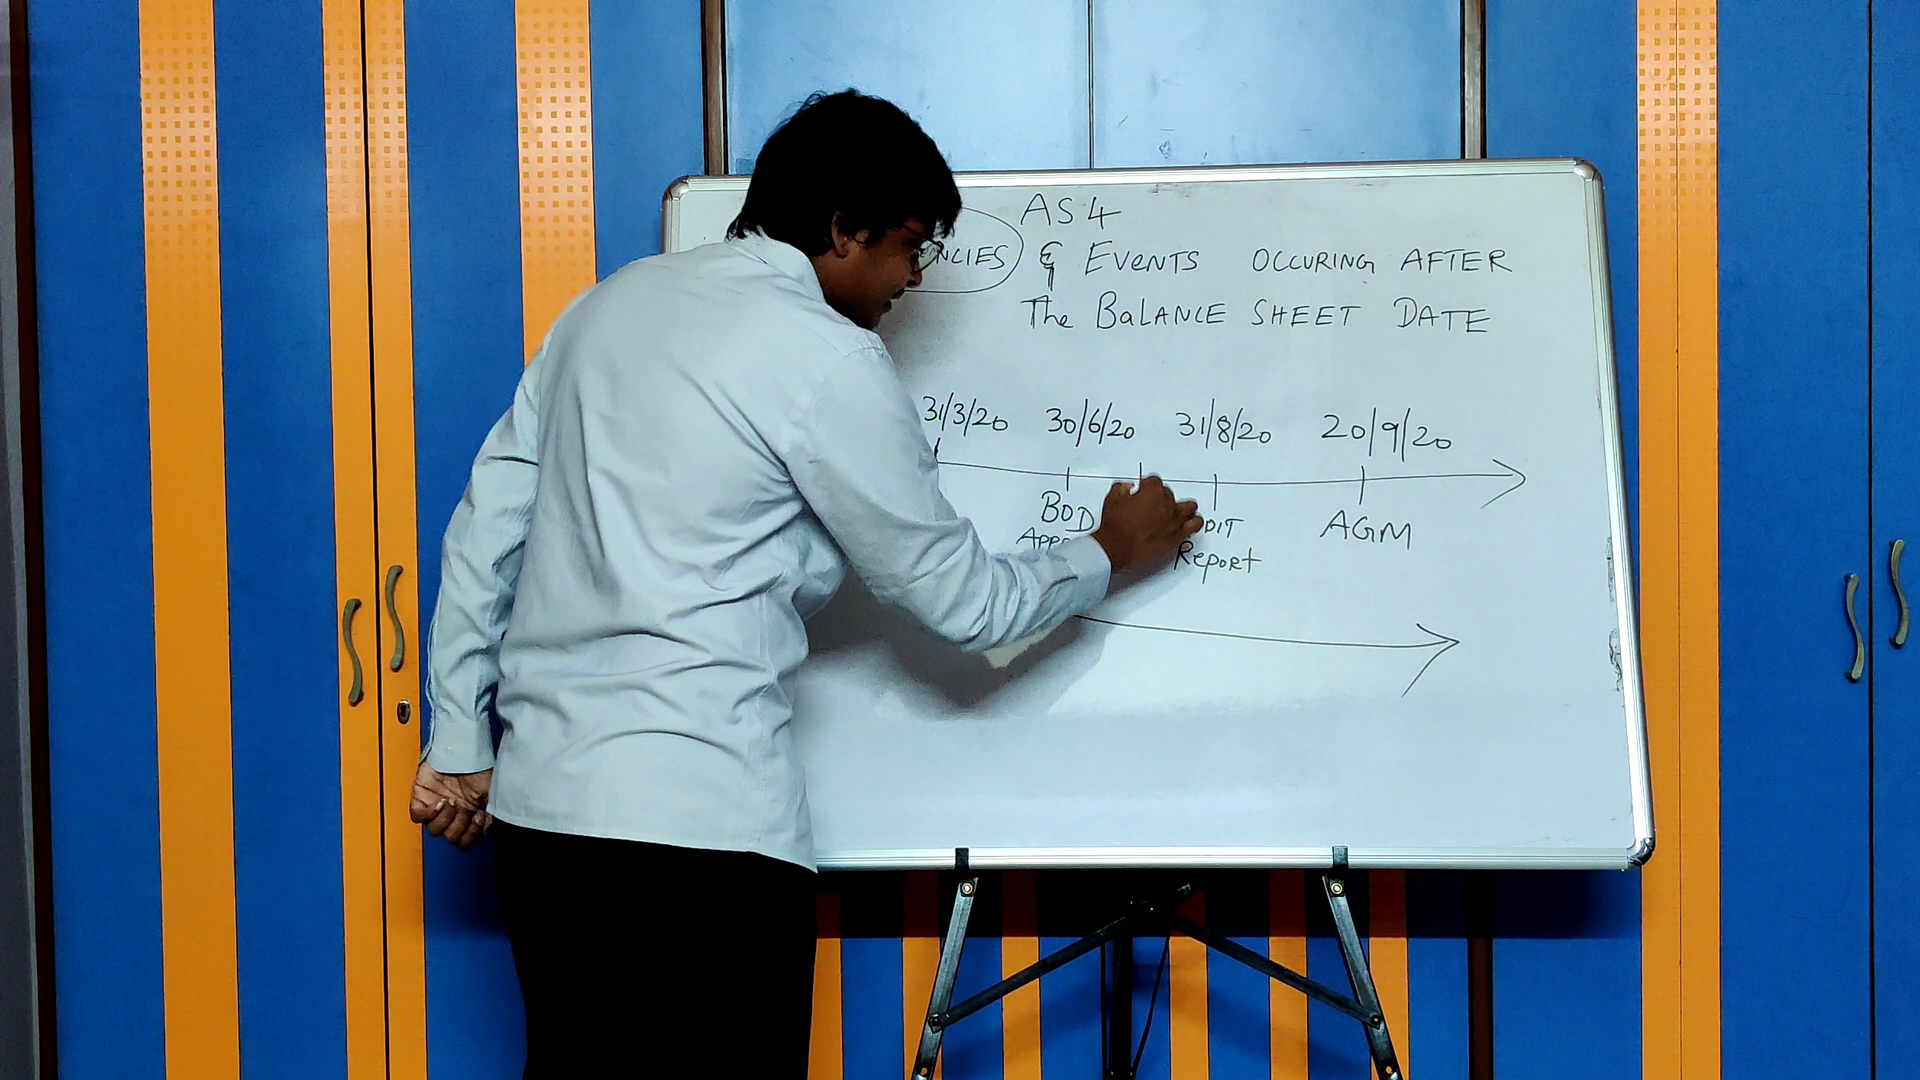 AS 4
& EVENTS OCCURING AFTER
The BALANCE SHEET DATE
31/3/20 30/6/20 31/8/20 20/9/20
BOD AGM
Report